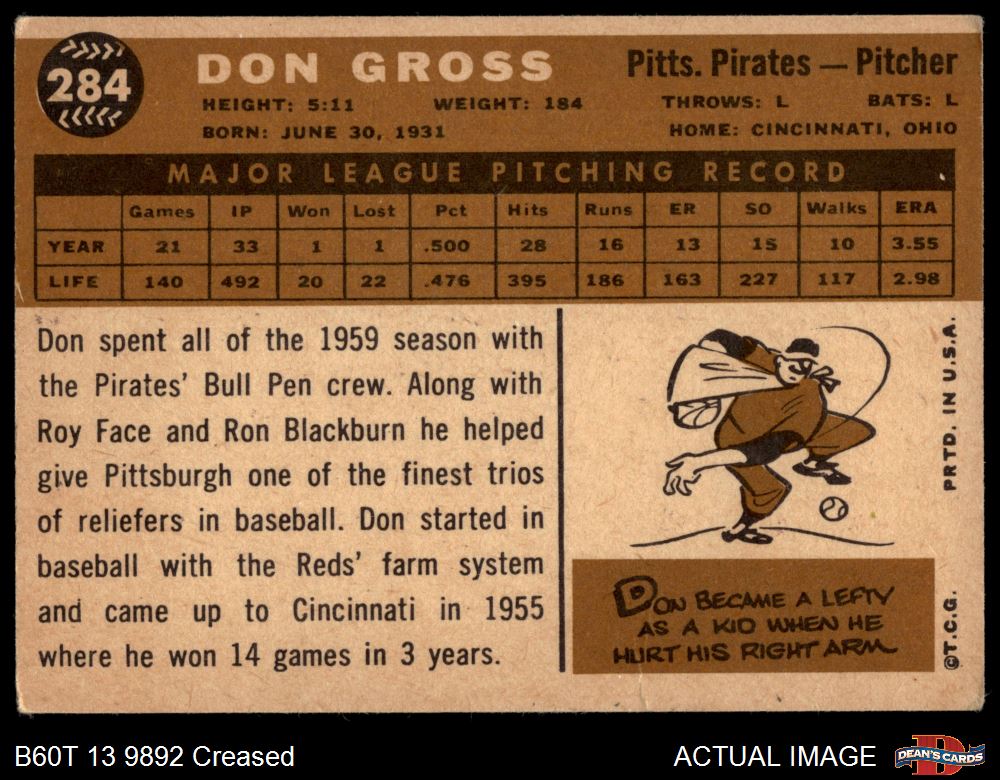 284
DON GROSS
Pitts. Pirates — Pitcher
HEIGHT: 5:11 WEIGHT: 184 THROWS: L BATS: L
BORN: JUNE 30, 1931 HOME: CINCINNATI, OHIO
MAJOR LEAGUE PITCHING RECORD
Games IP Won Lost Pct Hits Runs ER SO Walks ERA
YEAR 21 33 1 1 .500 28 16 13 15 10 3.55
LIFE 140 492 20 22 .476 395 186 163 227 117 2.98
Don spent all of the 1959 season with
the Pirates' Bull Pen crew. Along with
Roy Face and Ron Blackburn he helped
give Pittsburgh one of the finest trios
of reliefers in baseball. Don started in
baseball with the Reds' farm system
and came up to Cincinnati in 1955
where he won 14 games in 3 years.
DON BECAME A LEFTY
AS A KID WHEN HE
HURT HIS RIGHT ARM
©T.C.G. PRTD. IN U.S.A.
B60T 13 9892 Creased
ACTUAL IMAGE
D
DEAN'S CARDS